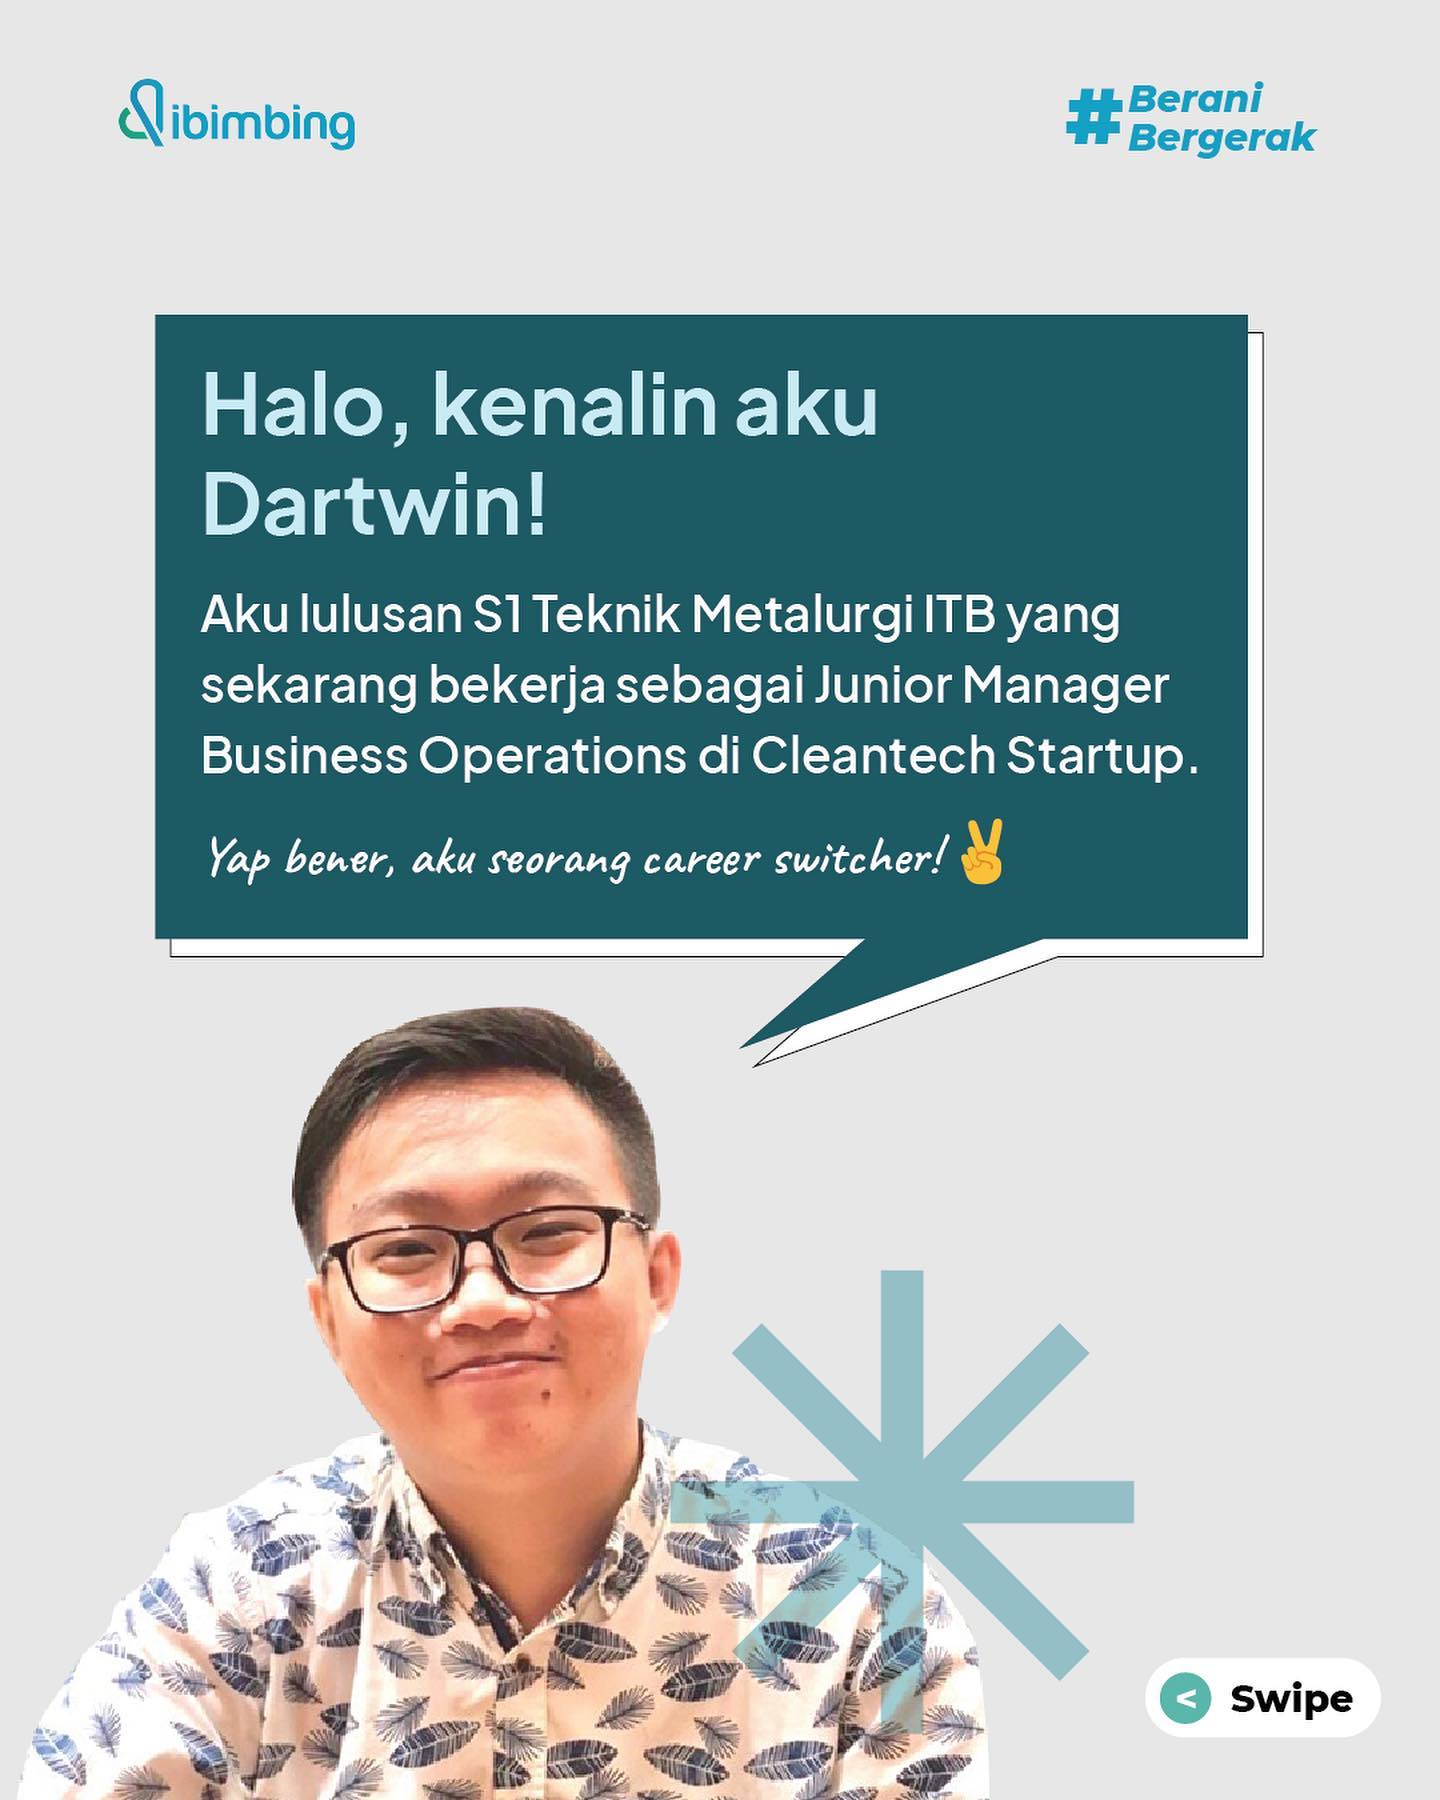 dibimbing
#Berani
Bergerak
Halo, kenalin aku
Dartwin!
Aku lulusan S1 Teknik Metalurgi ITB yang
sekarang bekerja sebagai Junior Manager
Business Operations di Cleantech Startup.
Yap bener, aku seorang career switcher!✌️
< Swipe